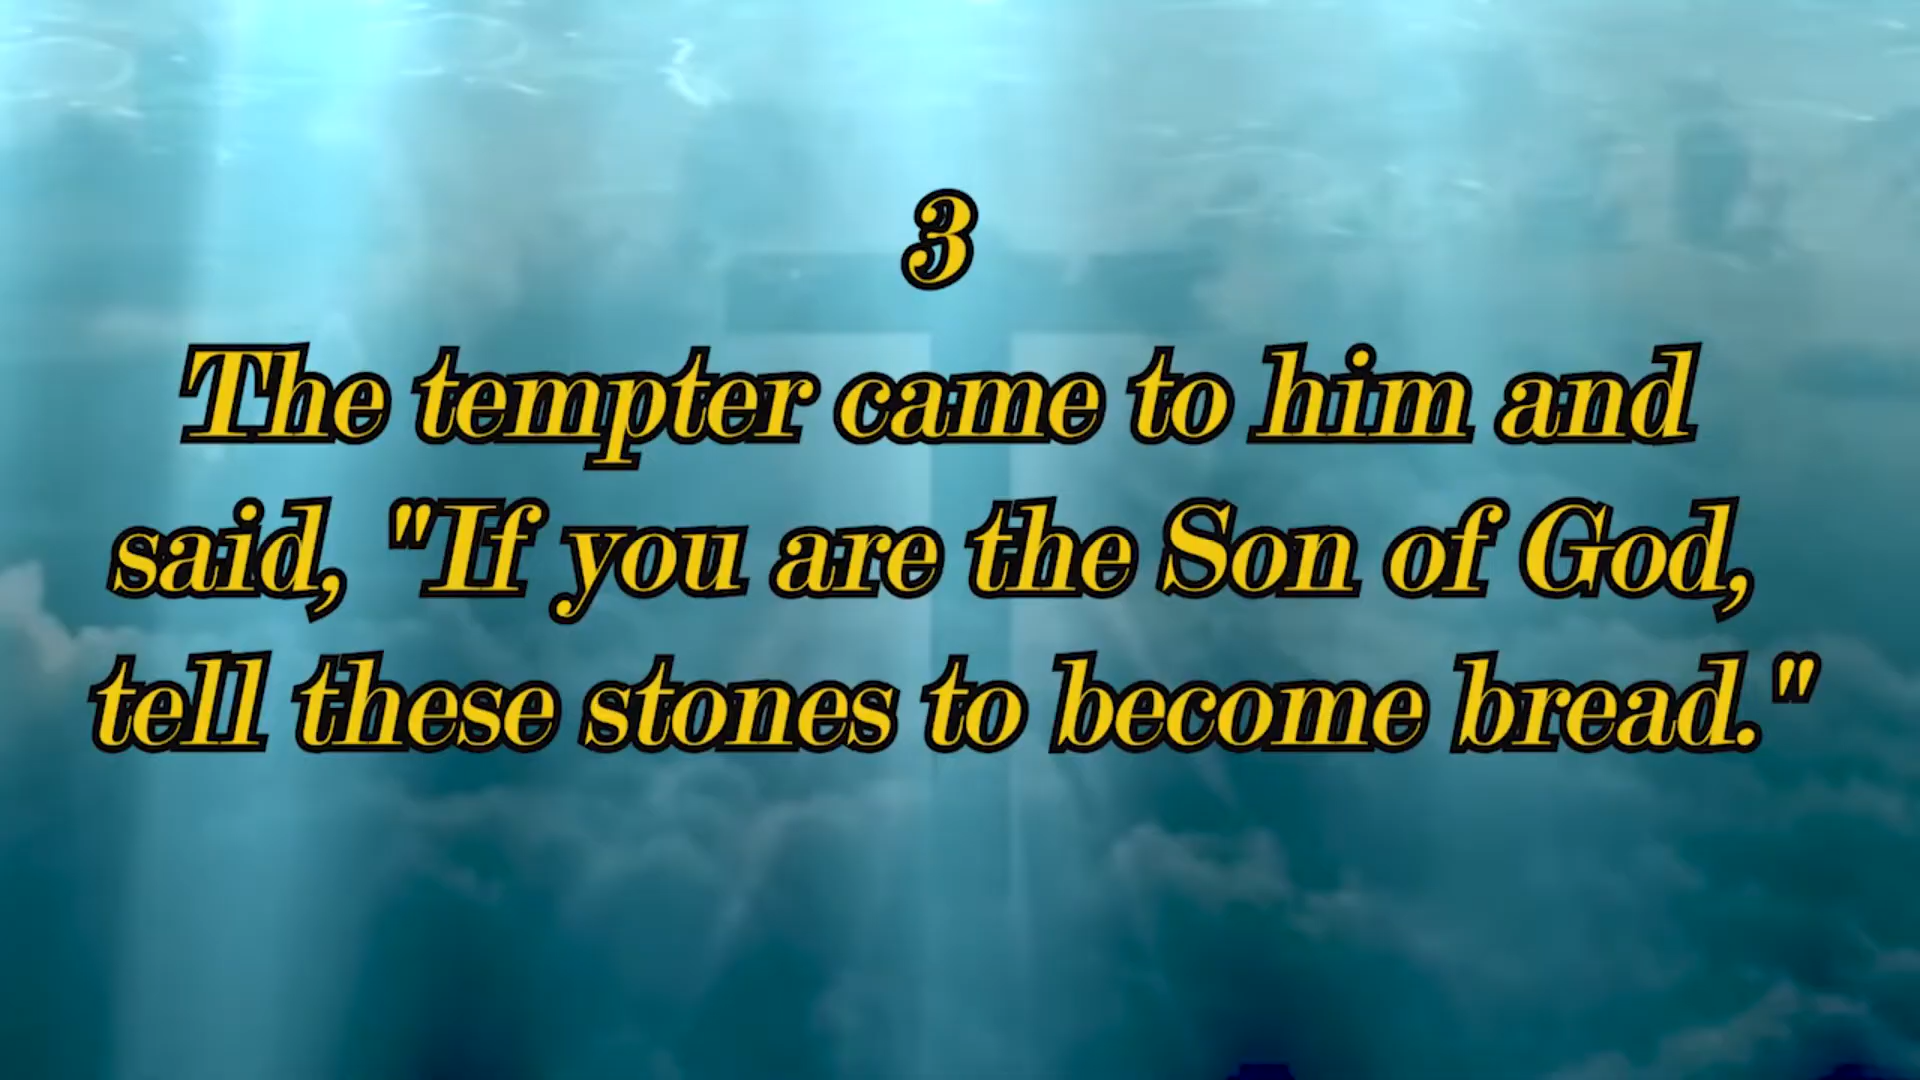 3
The tempter came to him and
said, "If you are the Son of God,
tell these stones to become bread."